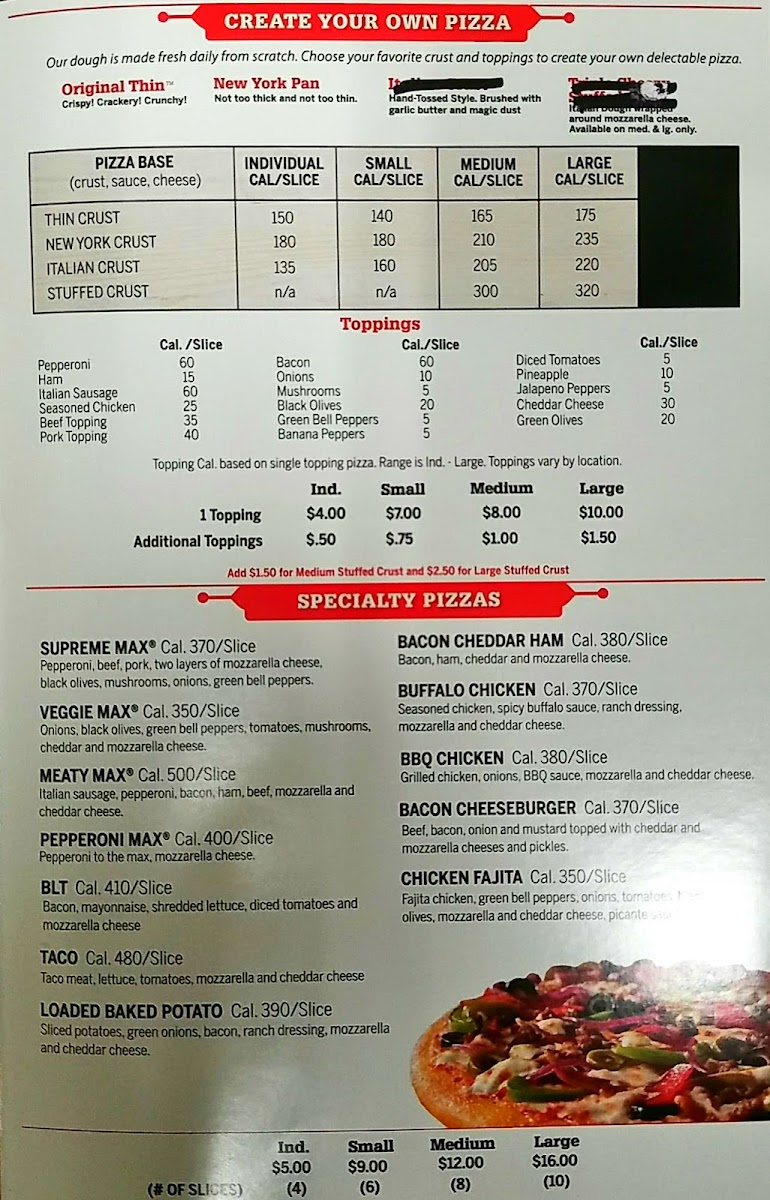 CREATE YOUR OWN PIZZA
Our dough is made fresh daily from scratch. Choose your favorite crust and toppings to create your own delectable pizza.
Original Thin™ New York Pan
Crispy! Crackery! Crunchy! Not too thick and not too thin. Hand-Tossed Style. Brushed with
garlic butter and magic dust
Dough wrapped
around mozzarella cheese.
Available on med. & lg. only.
PIZZA BASE INDIVIDUAL SMALL MEDIUM LARGE
(crust, sauce, cheese) CAL/SLICE CAL/SLICE CAL/SLICE CAL/SLICE
THIN CRUST 150 140 165 175
NEW YORK CRUST 180 180 210 235
ITALIAN CRUST 135 160 205 220
STUFFED CRUST n/a n/a 300 320
Toppings
Cal. /Slice
Pepperoni 60
Ham 15
Italian Sausage 60
Seasoned Chicken 25
Beef Topping 35
Pork Topping 40
Cal./Slice
Bacon 60
Onions 10
Mushrooms 5
Black Olives 20
Green Bell Peppers 5
Banana Peppers 5
Cal./Slice
Diced Tomatoes 5
Pineapple 10
Jalapeno Peppers 5
Cheddar Cheese 30
Green Olives 20
Topping Cal. based on single topping pizza. Range is Ind. - Large. Toppings vary by location.
Ind. Small Medium Large
1 Topping $4.00 $7.00 $8.00 $10.00
Additional Toppings $.50 $.75 $1.00 $1.50
Add $1.50 for Medium Stuffed Crust and $2.50 for Large Stuffed Crust
SPECIALTY PIZZAS
SUPREME MAX® Cal. 370/Slice
Pepperoni, beef, pork, two layers of mozzarella cheese,
black olives, mushrooms, onions, green bell peppers.
VEGGIE MAX® Cal. 350/Slice
Onions, black olives, green bell peppers, tomatoes, mushrooms,
cheddar and mozzarella cheese.
MEATY MAX® Cal. 500/Slice
Italian sausage, pepperoni, bacon, ham, beef, mozzarella and
cheddar cheese.
PEPPERONI MAX® Cal. 400/Slice
Pepperoni to the max, mozzarella cheese.
BLT Cal. 410/Slice
Bacon, mayonnaise, shredded lettuce, diced tomatoes and
mozzarella cheese
TACO Cal. 480/Slice
Taco meat, lettuce, tomatoes, mozzarella and cheddar cheese
LOADED BAKED POTATO Cal. 390/Slice
Sliced potatoes, green onions, bacon, ranch dressing, mozzarella
and cheddar cheese.
BACON CHEDDAR HAM Cal. 380/Slice
Bacon, ham, cheddar and mozzarella cheese.
BUFFALO CHICKEN Cal. 370/Slice
Seasoned chicken, spicy buffalo sauce, ranch dressing,
mozzarella and cheddar cheese.
BBQ CHICKEN Cal. 380/Slice
Grilled chicken, onions, BBQ sauce, mozzarella and cheddar cheese.
BACON CHEESEBURGER Cal. 370/Slice
Beef, bacon, onion and mustard topped with cheddar and
mozzarella cheeses and pickles.
CHICKEN FAJITA Cal. 350/Slice
Fajita chicken, green bell peppers, onions, tomatoes,
olives, mozzarella and cheddar cheese, picante
Ind. Small Medium Large
$5.00 $9.00 $12.00 $16.00
(# OF SLICES) (4) (6) (8) (10)